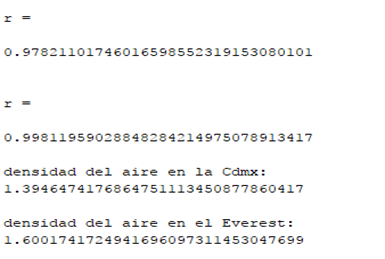 r =
0.97821101746016598552319153080101
r =
0.99811959028848284214975078913417
densidad del aire en la Cdmx:
1.3946474176864751113450877860417
densidad del aire en el Everest:
1.6001741724941696097311453047699